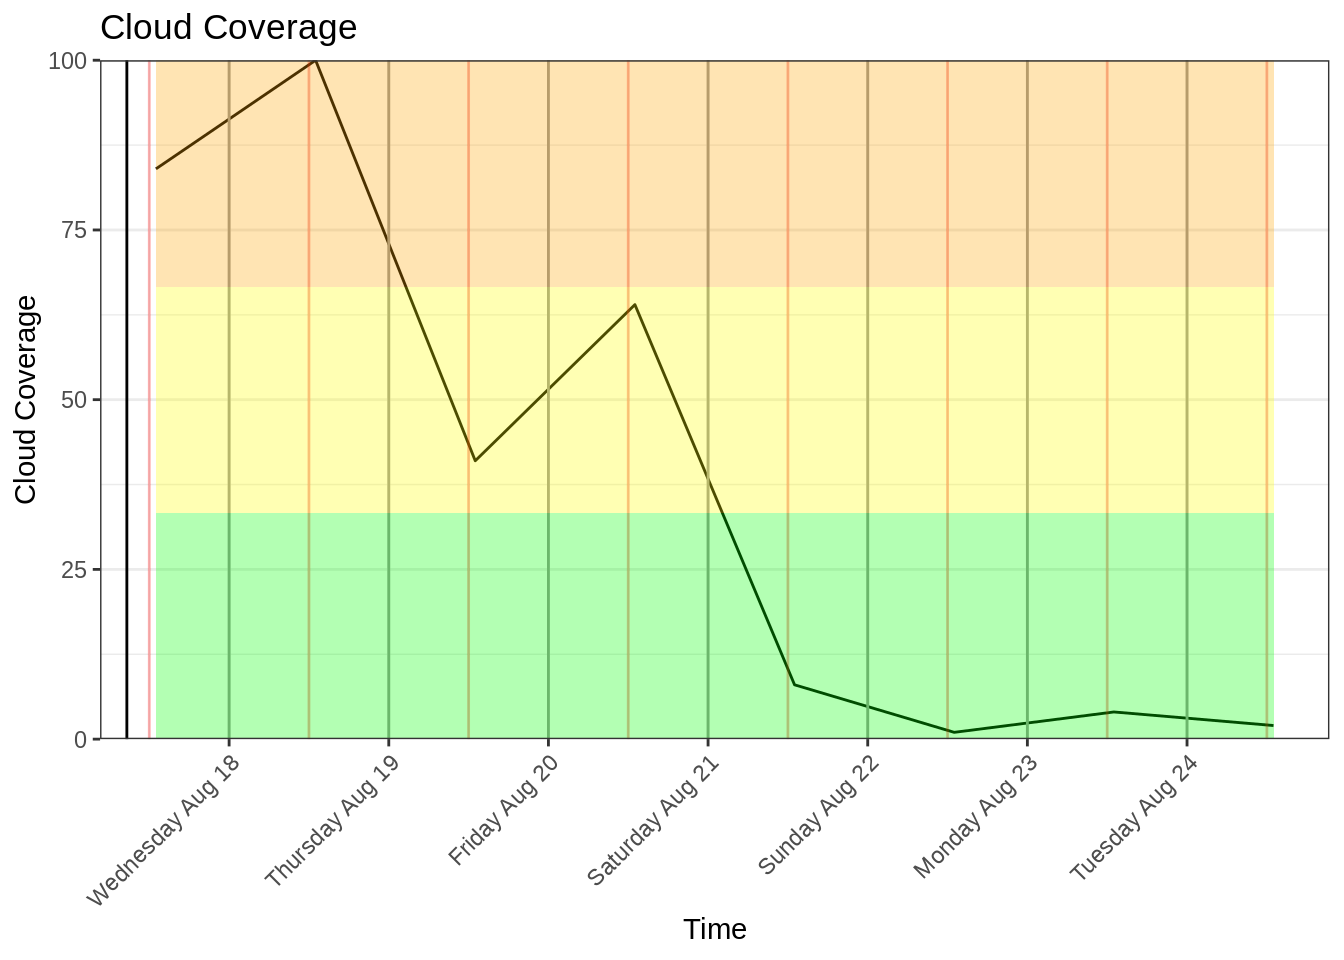 Cloud Coverage
Cloud Coverage
100
75
50
25
0
Wednesday Aug 18
Thursday Aug 19
Friday Aug 20
Saturday Aug 21
Sunday Aug 22
Monday Aug 23
Tuesday Aug 24
Time